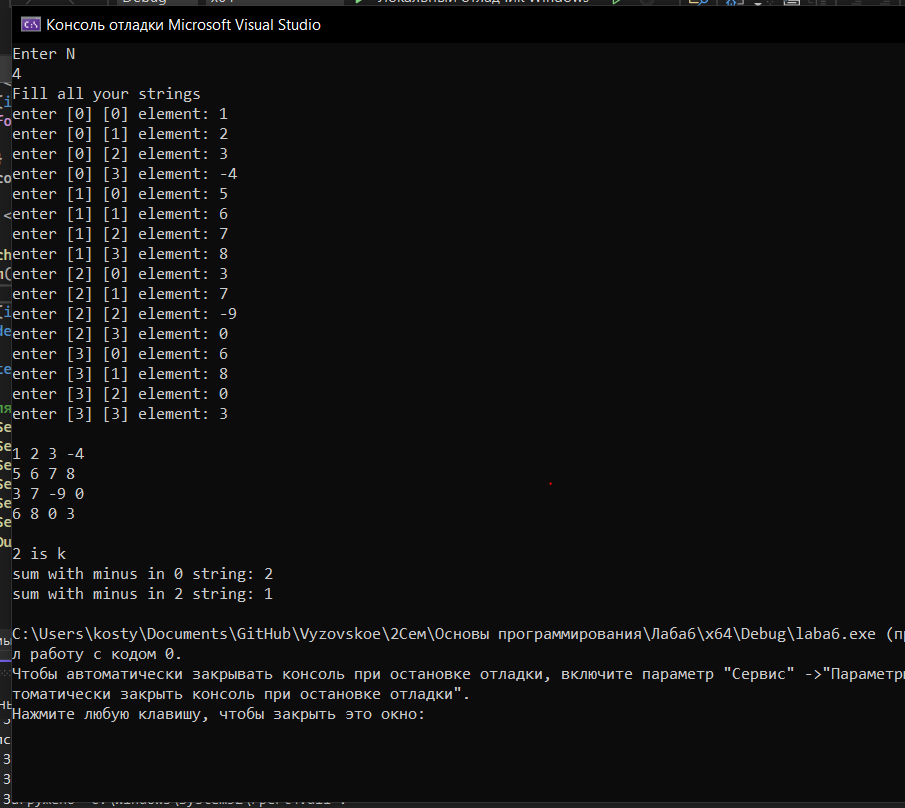 Консоль отладки Microsoft Visual Studio
Enter N
4
Fill all your strings
enter [0] [0] element: 1
enter [0] [1] element: 2
enter [0] [2] element: 3
enter [0] [3] element: -4
enter [1] [0] element: 5
enter [1] [1] element: 6
enter [1] [2] element: 7
enter [1] [3] element: 8
enter [2] [0] element: 3
enter [2] [1] element: 7
enter [2] [2] element: -9
enter [2] [3] element: 0
enter [3] [0] element: 6
enter [3] [1] element: 8
enter [3] [2] element: 0
enter [3] [3] element: 3
1 2 3 -4
5 6 7 8
3 7 -9 0
6 8 0 3
2 is k
sum with minus in 0 string: 2
sum with minus in 2 string: 1
C:\Users\kosty\Documents\GitHub\Vyzovskoe\2Сем\Основы программирования\Лаба6\x64\Debug\laba6.exe (пр
л работу с кодом 0.
Чтобы автоматически закрывать консоль при остановке отладки, включите параметр "Сервис" ->"Параметры
томатически закрыть консоль при остановке отладки".
Нажмите любую клавишу, чтобы закрыть это окно: